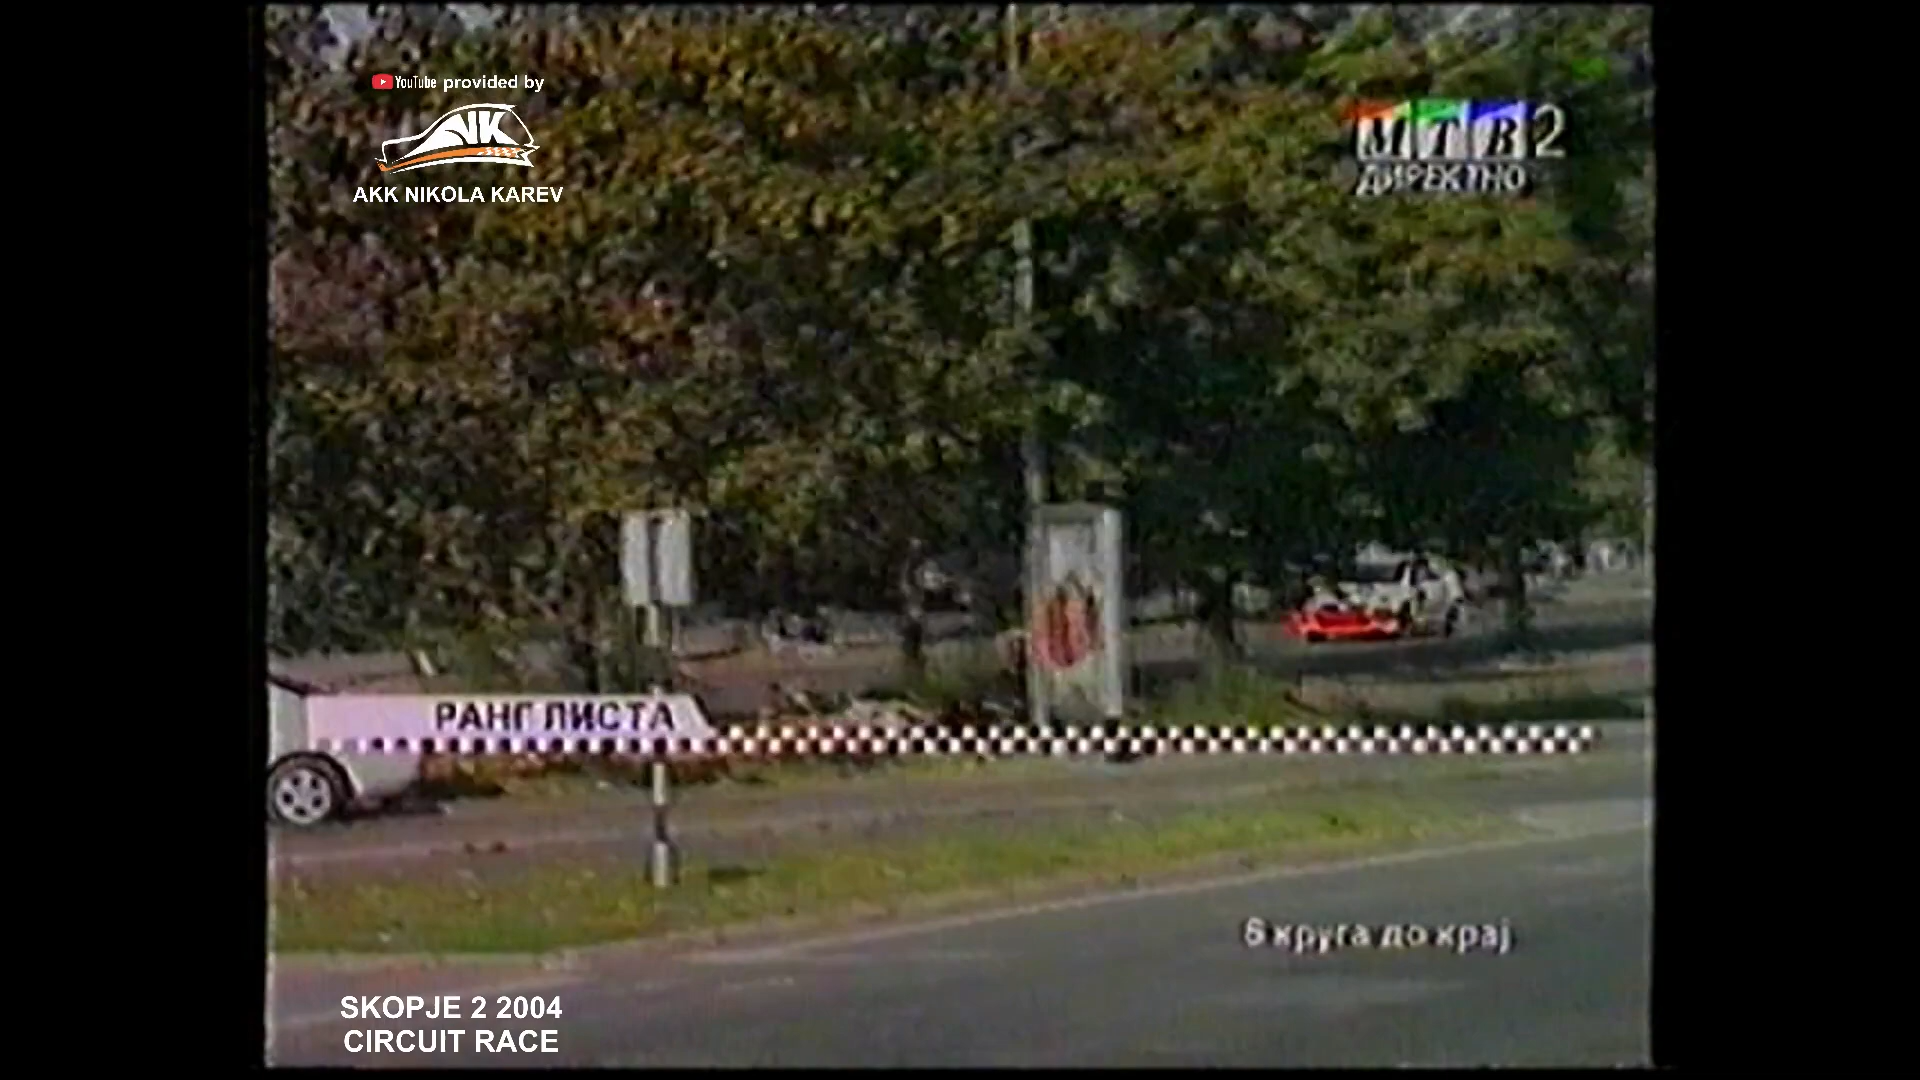 YouTube provided by
NK
AKK NIKOLA KAREV
МТВ 2
ДИРЕКТНО
РАНГ ЛИСТА
6 круга до крај
SKOPJE 2 2004
CIRCUIT RACE